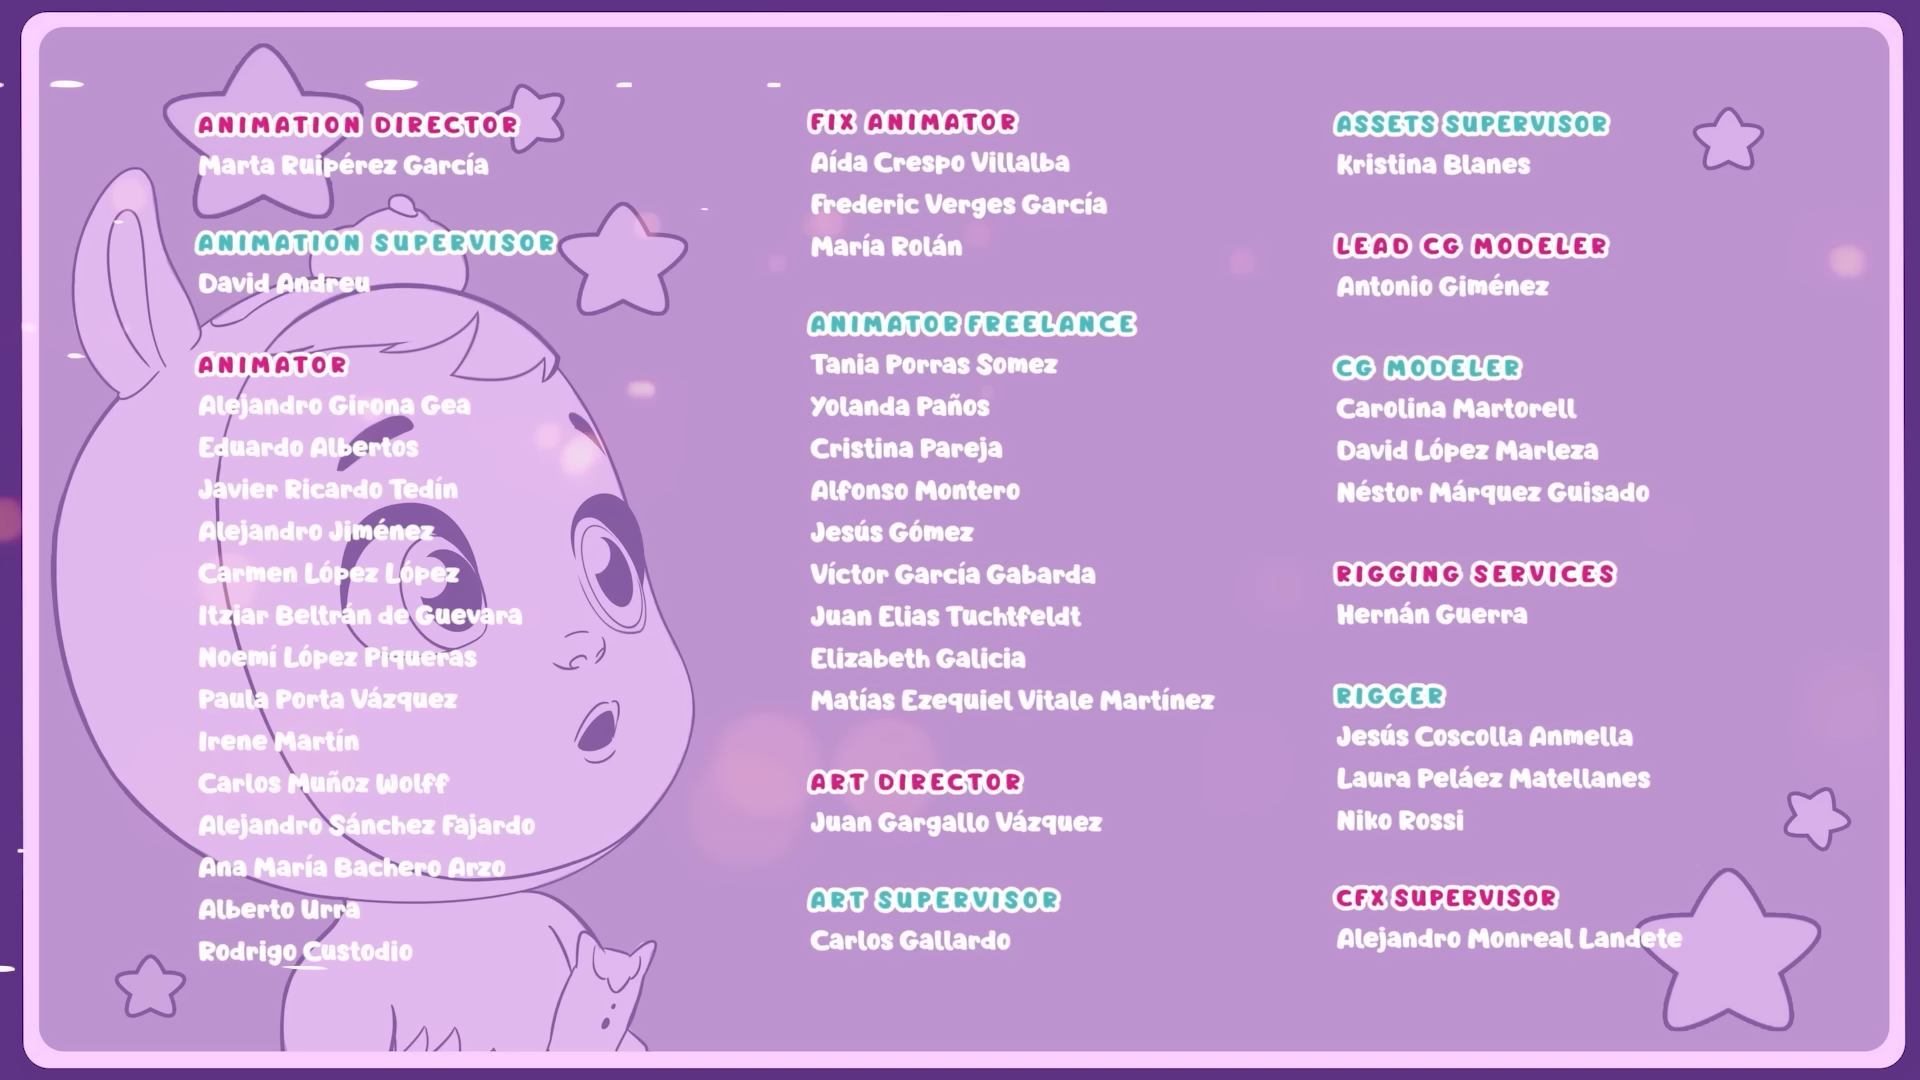 ANIMATION DIRECTOR
Marta Ruipérez García
ANIMATION SUPERVISOR
David Andreu
ANIMATOR
Alejandro Girona Gea
Eduardo Albertos
Javier Ricardo Tedín
Alejandro Jiménez
Carmen López López
Itziar Beltrán de Guevara
Noemí López Piqueras
Paula Porta Vázquez
Irene Martín
Carlos Muñoz Wolff
Alejandro Sánchez Fajardo
Ana María Bachero Arzo
Alberto Urra
Rodrigo Custodio
FIX ANIMATOR
Aída Crespo Villalba
Frederic Verges García
María Rolán
ANIMATOR FREELANCE
Tania Porras Somez
Yolanda Paños
Cristina Pareja
Alfonso Montero
Jesús Gómez
Víctor García Gabarda
Juan Elias Tuchtfeldt
Elizabeth Galicia
Matías Ezequiel Vitale Martínez
ART DIRECTOR
Juan Gargallo Vázquez
ART SUPERVISOR
Carlos Gallardo
ASSETS SUPERVISOR
Kristina Blanes
LEAD CG MODELER
Antonio Giménez
CG MODELER
Carolina Martorell
David López Marleza
Néstor Márquez Guisado
RIGGING SERVICES
Hernán Guerra
RIGGER
Jesús Coscolla Anmella
Laura Peláez Matellanes
Niko Rossi
CFX SUPERVISOR
Alejandro Monreal Landete